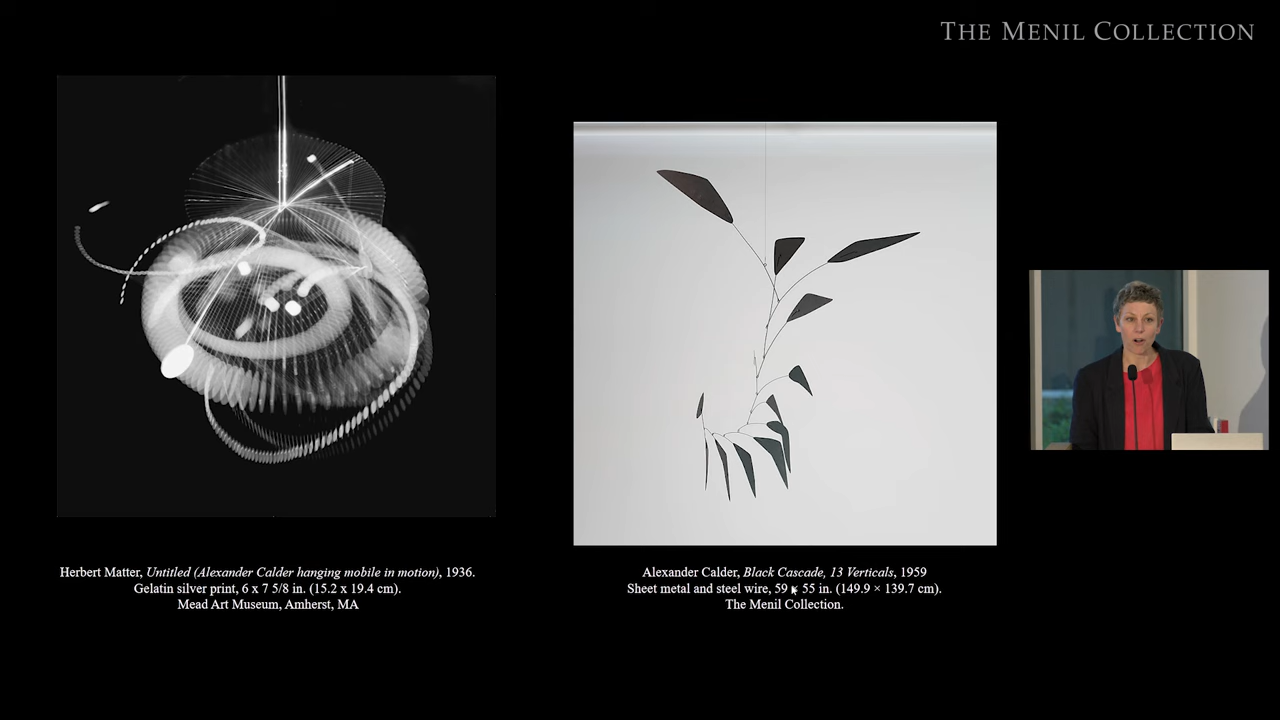 THE MENIL COLLECTION
Herbert Matter, Untitled (Alexander Calder hanging mobile in motion), 1936.
Gelatin silver print, 6 x 7 5/8 in. (15.2 x 19.4 cm).
Mead Art Museum, Amherst, MA
Alexander Calder, Black Cascade, 13 Verticals, 1959
Sheet metal and steel wire, 59 × 55 in. (149.9 × 139.7 cm).
The Menil Collection.